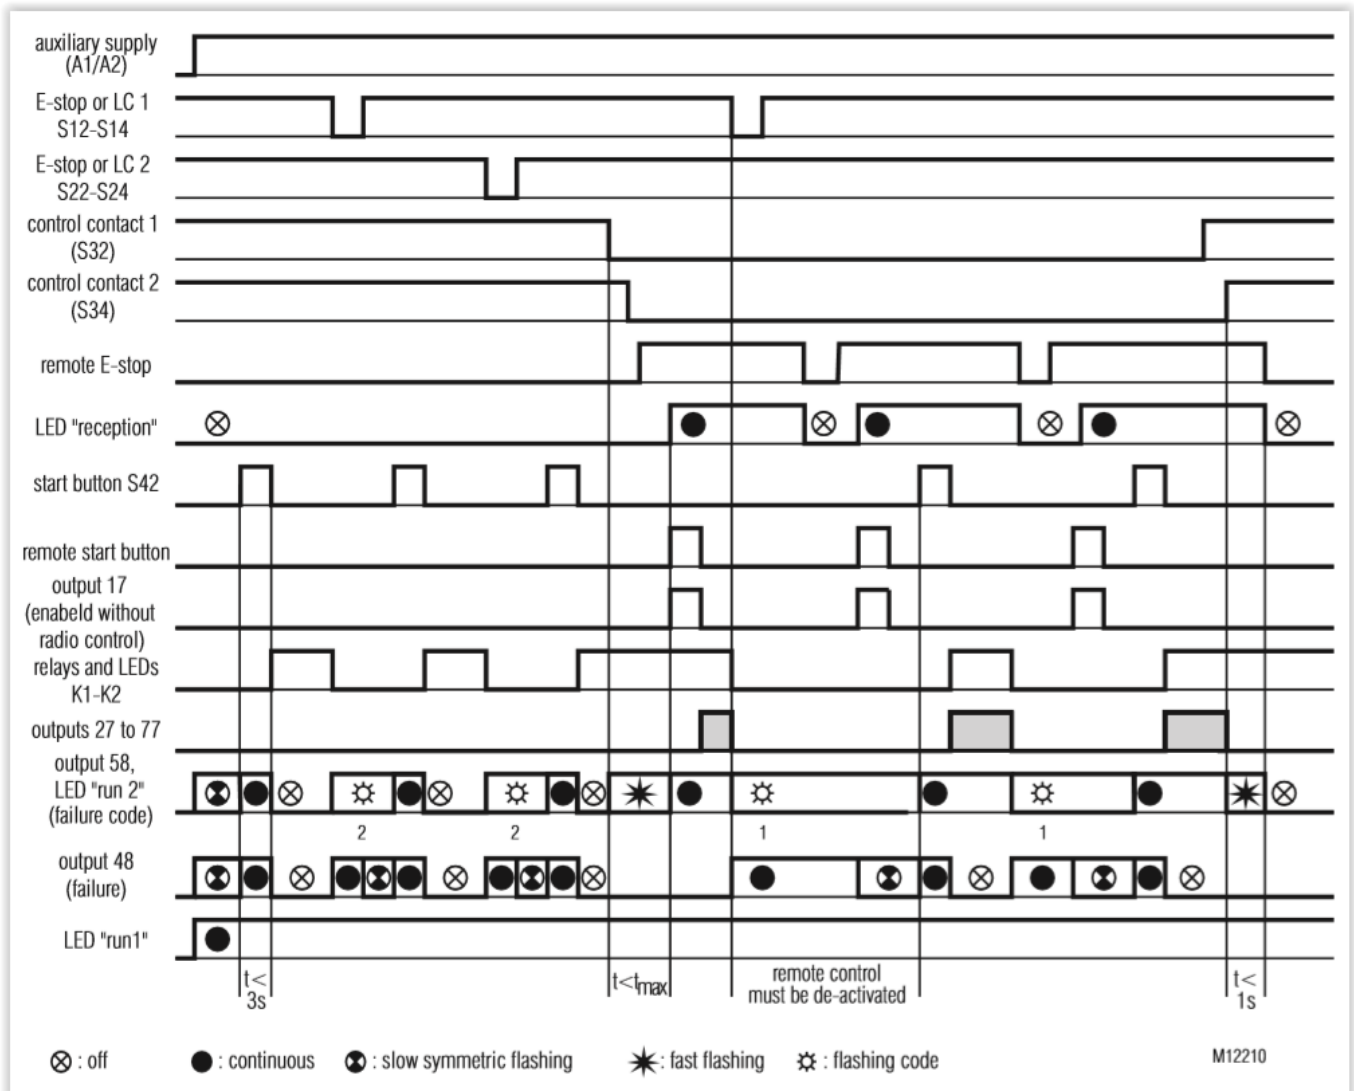 auxiliary supply
(A1/A2)
E-stop or LC 1
S12-S14
E-stop or LC 2
S22-S24
control contact 1
(S32)
control contact 2
(S34)
remote E-stop
LED "reception"
start button S42
remote start button
output 17
(enabeld without
radio control)
relays and LEDs
K1-K2
outputs 27 to 77
output 58,
LED "run 2"
(failure code)
2
2
1
1
output 48
(failure)
LED "run1"
t<
3s
t<tmax
remote control
must be de-activated
t<
1s
: off
: continuous
: slow symmetric flashing
: fast flashing
: flashing code
M12210